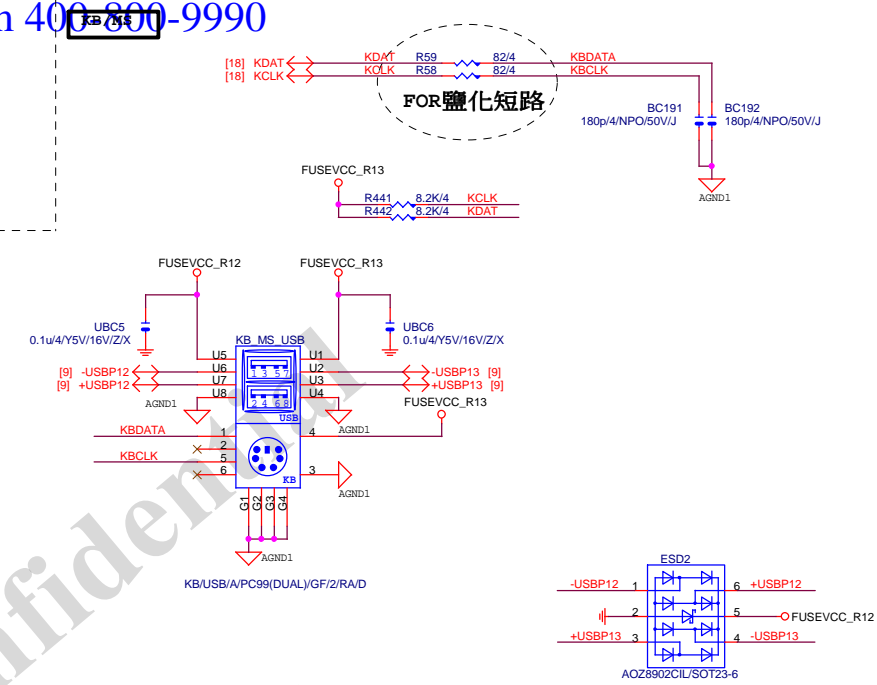 n 400-800-9990
KB/MS
[18] KDAT
[18] KCLK
KDAT R59 82/4 KBDATA
KCLK R58 82/4 KBCLK
FOR鹽化短路
BC191
180p/4/NPO/50V/J
BC192
180p/4/NPO/50V/J
AGND1
FUSEVCC_R13
R441 8.2K/4 KCLK
R442 8.2K/4 KDAT
FUSEVCC_R12
FUSEVCC_R13
UBC5
0.1u/4/Y5V/16V/Z/X
UBC6
0.1u/4/Y5V/16V/Z/X
KB_MS_USB
U5 U1
[9] -USBP12 U6 U2 -USBP13 [9]
[9] +USBP12 U7 U3 +USBP13 [9]
U8 U4
1 3 5 7
2 4 6 8
USB
AGND1
AGND1
FUSEVCC_R13
KBDATA 1 4
2
KBCLK 5
6 3
KB
AGND1
G1 G2 G3 G4
AGND1
KB/USB/A/PC99(DUAL)/GF/2/RA/D
ESD2
-USBP12 1 6 +USBP12
2 5 FUSEVCC_R12
+USBP13 3 4 -USBP13
AOZ8902CIL/SOT23-6
nfidential